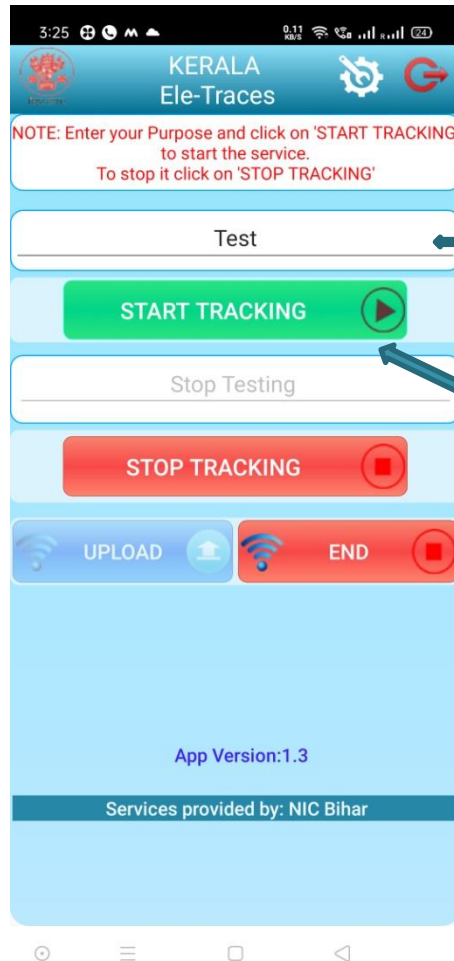 3:25 0.11 KB/S R 24
KERALA
Ele-Traces
NOTE: Enter your Purpose and click on 'START TRACKING
to start the service.
To stop it click on 'STOP TRACKING'
Test
START TRACKING
Stop Testing
STOP TRACKING
UPLOAD END
App Version:1.3
Services provided by: NIC Bihar